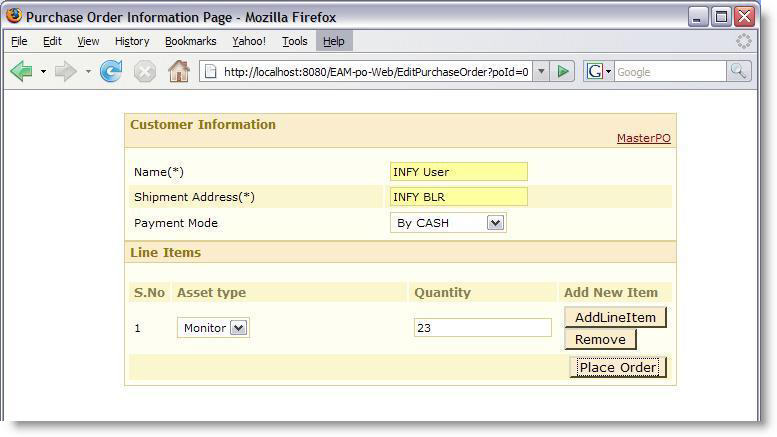 Purchase Order Information Page - Mozilla Firefox
File Edit View History Bookmarks Yahoo! Tools Help
http://localhost:8080/EAM-po-Web/EditPurchaseOrder?poId=0 G Google
Customer Information
MasterPO
Name(*) INFY User
Shipment Address(*) INFY BLR
Payment Mode By CASH
Line Items
S.No Asset type Quantity Add New Item
1 Monitor 23 AddLineItem
Remove
Place Order